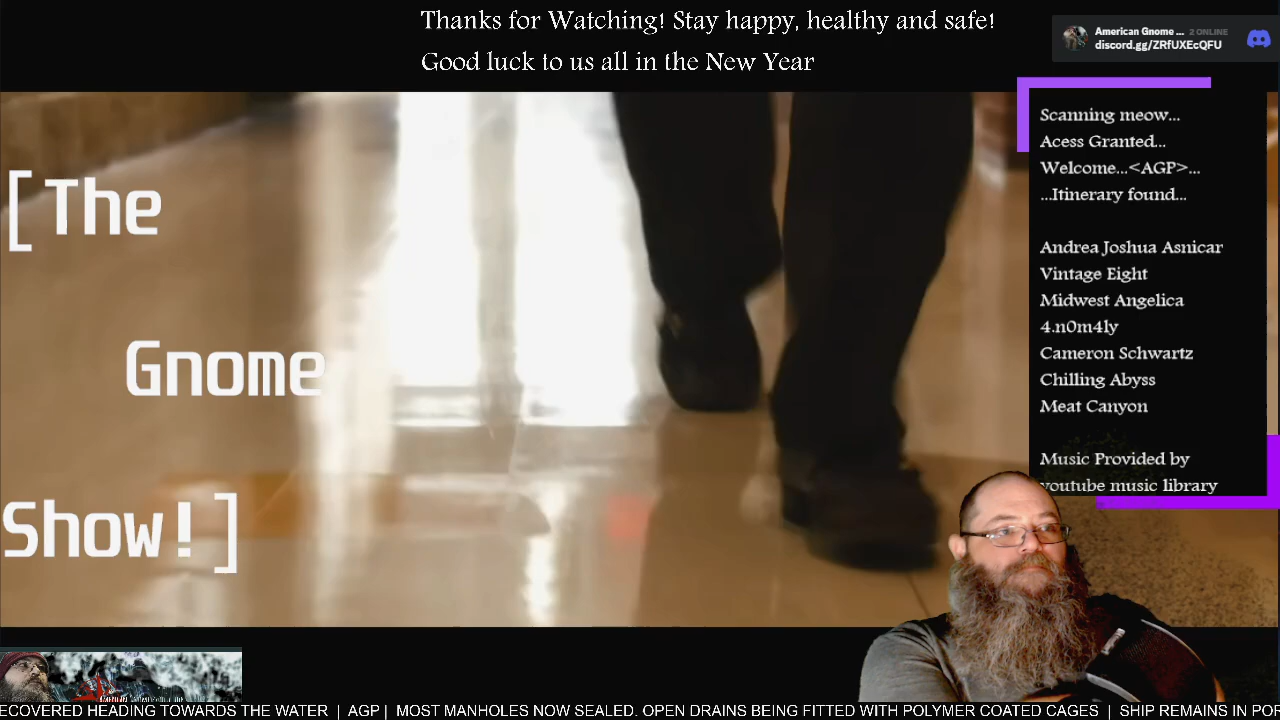 Thanks for Watching! Stay happy, healthy and safe!
Good luck to us all in the New Year
American Gnome ... 2 ONLINE
discord.gg/ZRfUXEcQFU
Scanning meow...
Acess Granted...
Welcome...<AGP>...
...Itinerary found...
Andrea Joshua Asnicar
Vintage Eight
Midwest Angelica
4.n0m4ly
Cameron Schwartz
Chilling Abyss
Meat Canyon
Music Provided by
youtube music library
[The
Gnome
Show!]
ECOVERED HEADING TOWARDS THE WATER | AGP | MOST MANHOLES NOW SEALED. OPEN DRAINS BEING FITTED WITH POLYMER COATED CAGES | SHIP REMAINS IN POR